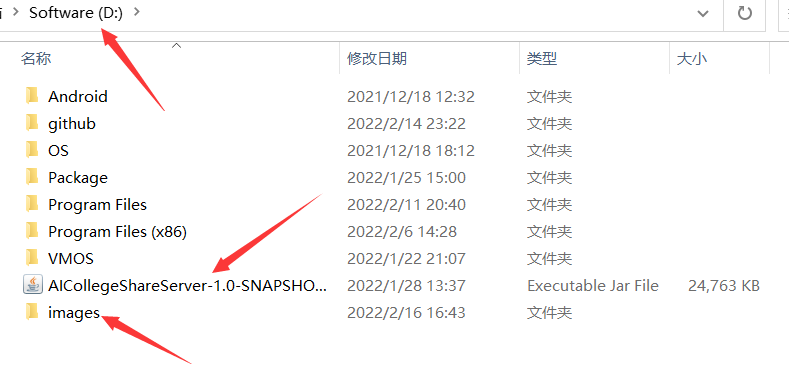 Software (D:)
名称 修改日期 类型 大小
Android 2021/12/18 12:32 文件夹
github 2022/2/14 23:22 文件夹
OS 2021/12/18 18:12 文件夹
Package 2022/1/25 15:00 文件夹
Program Files 2022/2/11 20:40 文件夹
Program Files (x86) 2022/2/6 14:28 文件夹
VMOS 2022/1/22 21:07 文件夹
AICollegeShareServer-1.0-SNAPSHO... 2022/1/28 13:37 Executable Jar File 24,763 KB
images 2022/2/16 16:43 文件夹